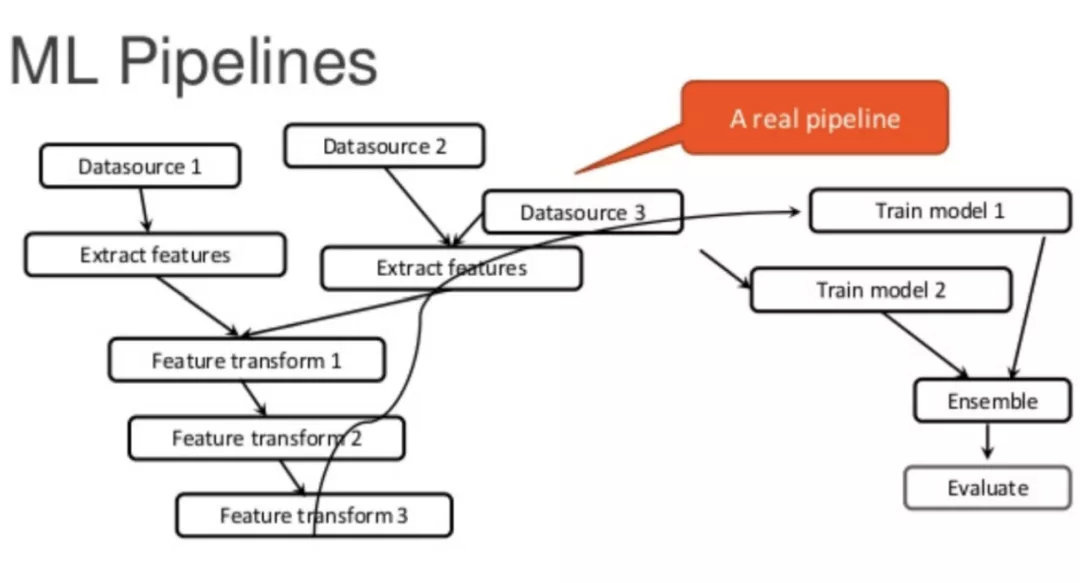 ML Pipelines
A real pipeline
Datasource 1
Datasource 2
Datasource 3
Extract features
Extract features
Feature transform 1
Feature transform 2
Feature transform 3
Train model 1
Train model 2
Ensemble
Evaluate